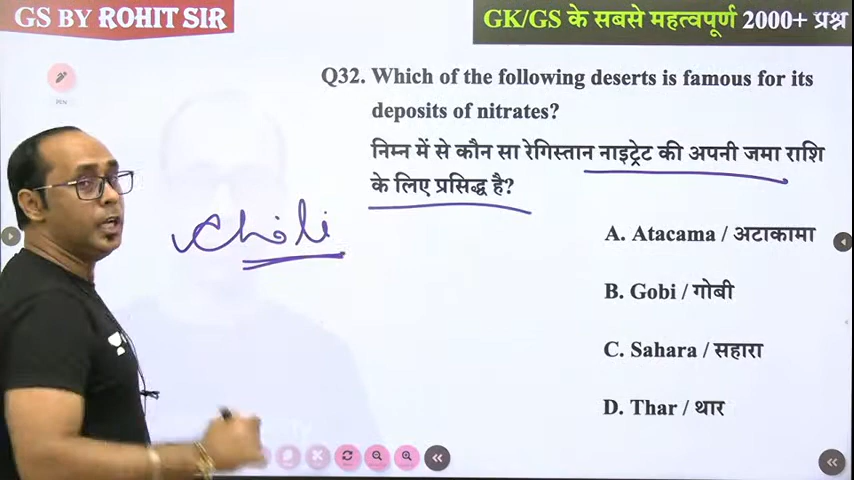 GS BY ROHIT SIR
GK/GS के सबसे महत्वपूर्ण 2000+ प्रश्न
PEN
Q32. Which of the following deserts is famous for its
deposits of nitrates?
निम्न में से कौन सा रेगिस्तान नाइट्रेट की अपनी जमा राशि
के लिए प्रसिद्ध है?
Chili
A. Atacama / अटाकामा
B. Gobi / गोबी
C. Sahara / सहारा
D. Thar / थार